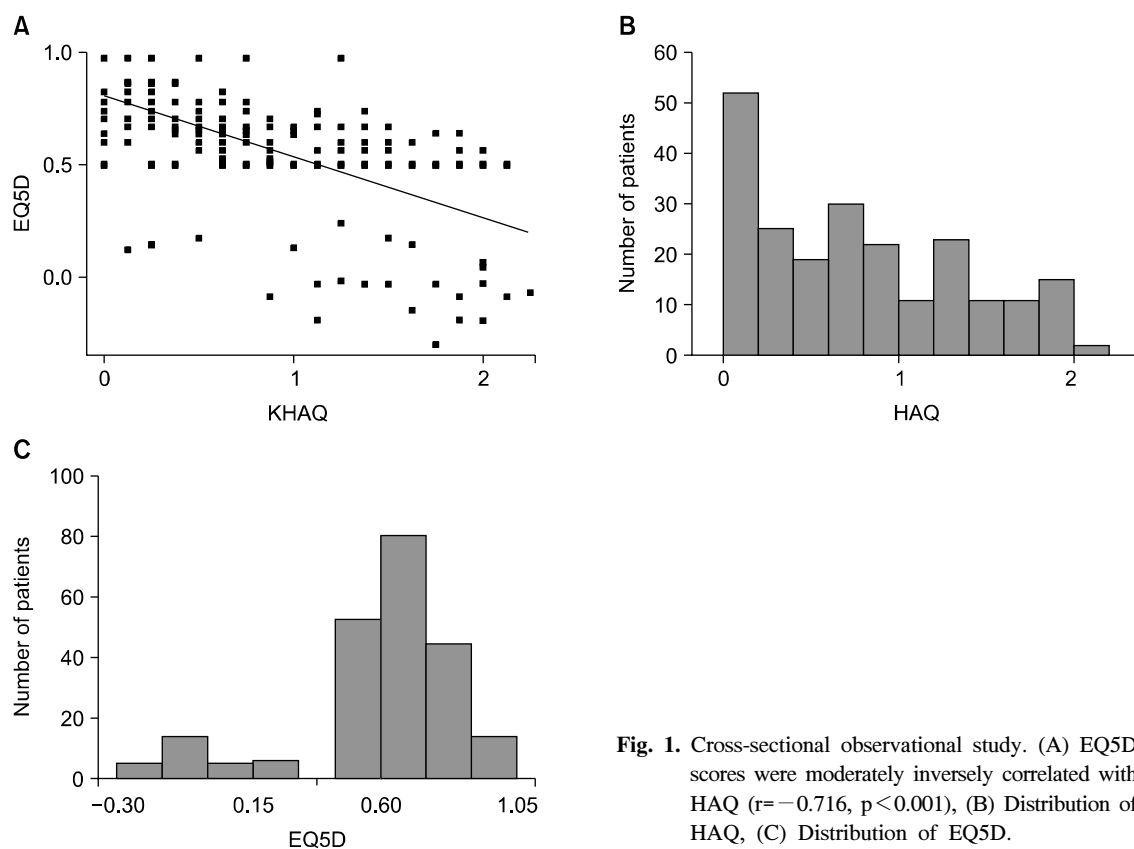 A
1.0
0.5
0.0
EQ5D
0
1
2
KHAQ
B
60
50
40
30
20
10
0
Number of patients
0
1
2
HAQ
C
100
80
60
40
20
0
Number of patients
−0.30
0.15
0.60
1.05
EQ5D
Fig. 1. Cross-sectional observational study. (A) EQ5D
scores were moderately inversely correlated with
HAQ (r=−0.716, p<0.001), (B) Distribution of
HAQ, (C) Distribution of EQ5D.